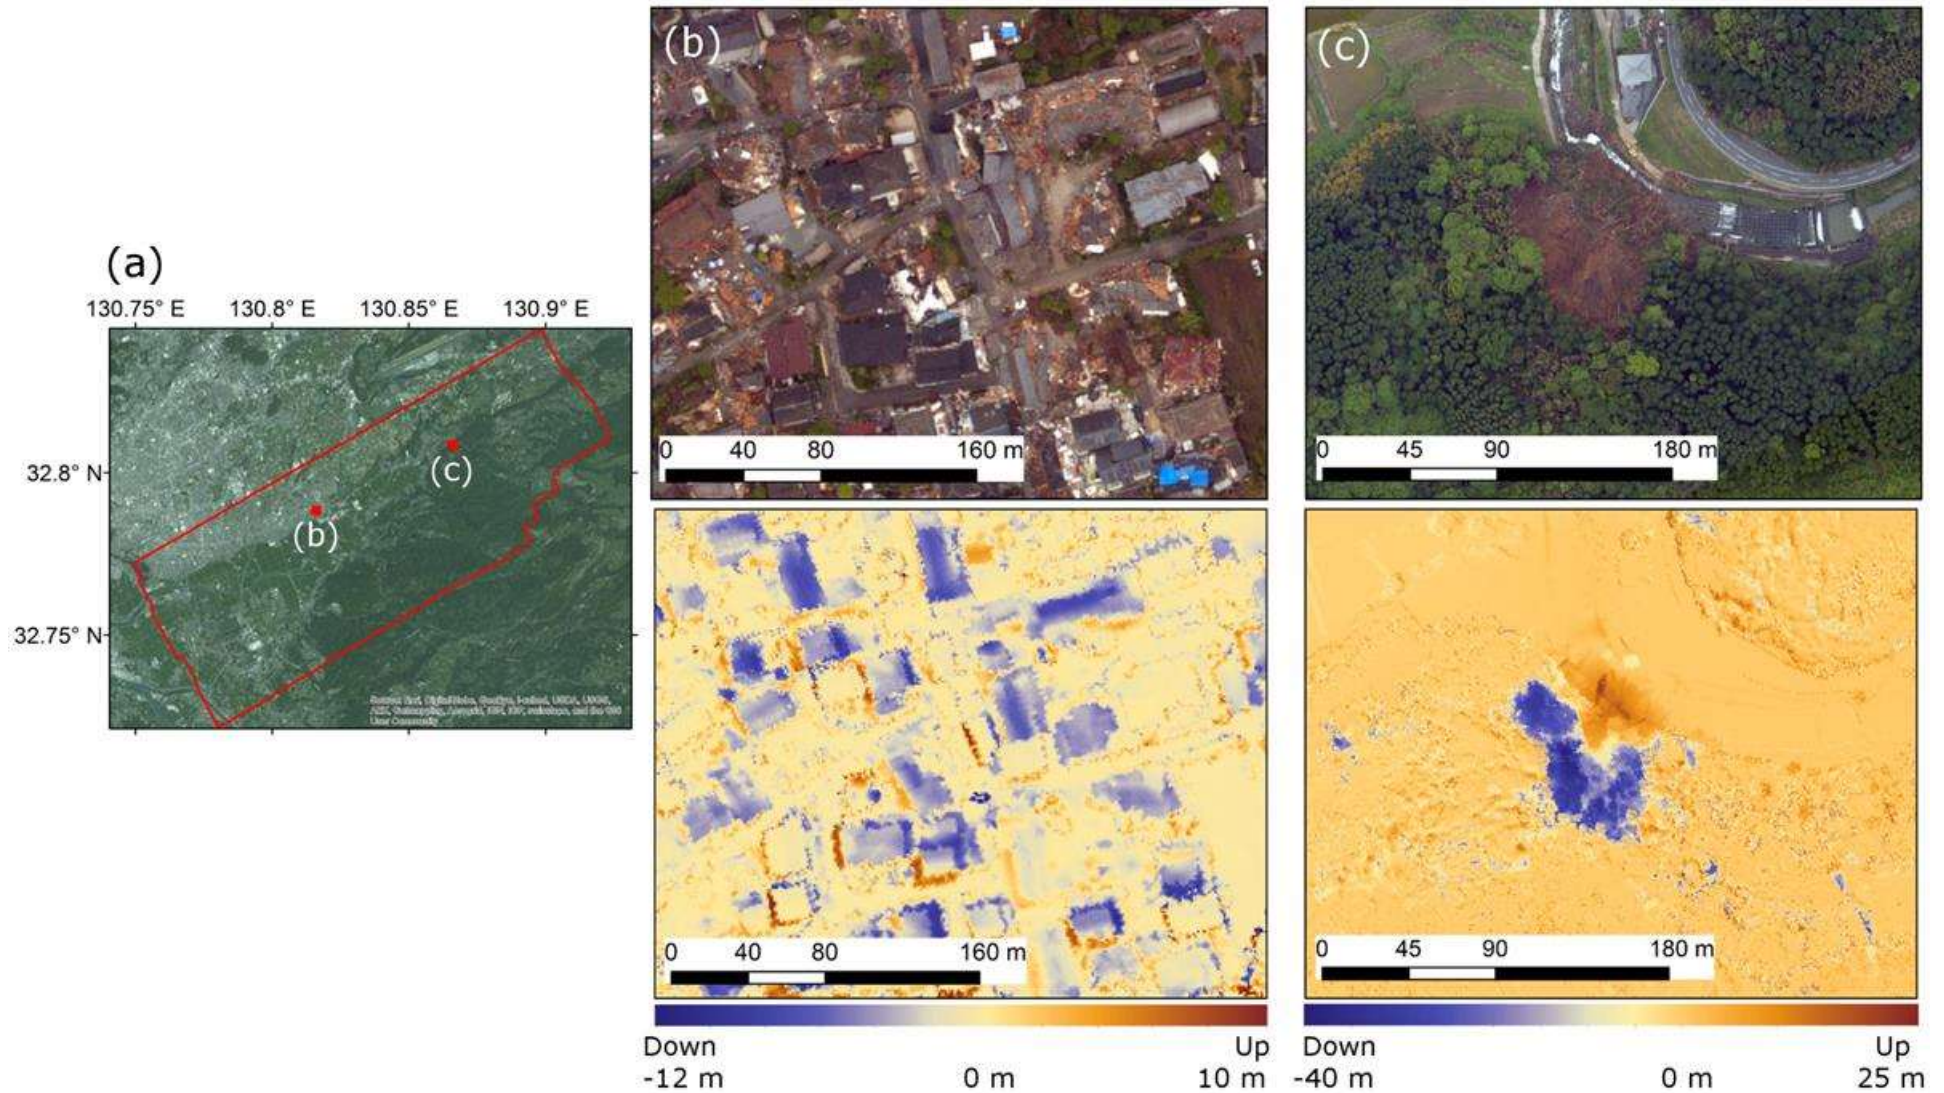 (a)
130.75° E 130.8° E 130.85° E 130.9° E
32.8° N
32.75° N
(c)
(b)
(b)
0 40 80 160 m
(c)
0 45 90 180 m
0 40 80 160 m
0 45 90 180 m
Down Up
-12 m 0 m 10 m
Down Up
-40 m 0 m 25 m